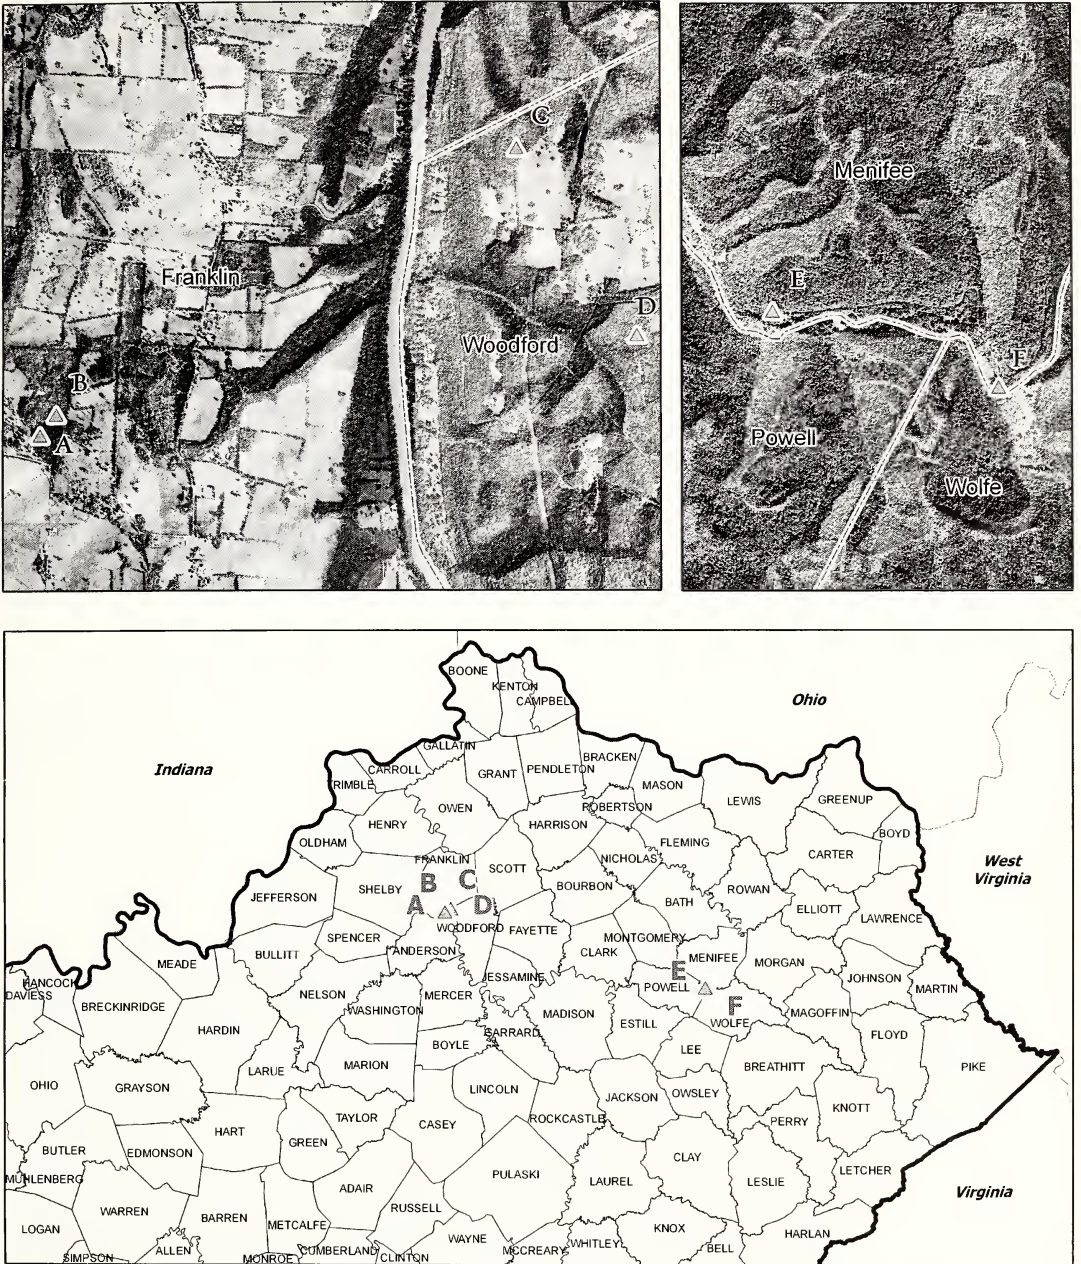 C
Menifee
Franklin
E
D
Woodford
F
B
Powell
A
Wolfe
BOONE
KENTON
CAMPBELL
Ohio
Indiana
GALLATIN
CARROLL
GRANT
PENDLETON
BRACKEN
TRIMBLE
MASON
OWEN
ROBERTSON
LEWIS
GREENUP
HENRY
HARRISON
OLDHAM
FLEMING
BOYD
FRANKLIN
SCOTT
NICHOLAS
CARTER
West
Virginia
SHELBY
B
C
BOURBON
ROWAN
JEFFERSON
A
D
BATH
ELLIOTT
LAWRENCE
WOODFORD
FAYETTE
SPENCER
MONTGOMERY
BULLITT
ANDERSON
CLARK
MENIFEE
MORGAN
MEADE
E
JESSAMINE
JOHNSON
HANCOCK
POWELL
MARTIN
DAVIESS
BRECKINRIDGE
NELSON
MERCER
WASHINGTON
MADISON
F
MAGOFFIN
HARDIN
GARRARD
ESTILL
WOLFE
FLOYD
BOYLE
LEE
LARUE
MARION
BREATHITT
PIKE
OHIO
GRAYSON
LINCOLN
JACKSON
OWSLEY
TAYLOR
ROCKCASTLE
KNOTT
HART
CASEY
PERRY
GREEN
BUTLER
EDMONSON
CLAY
LETCHER
MUHLENBERG
PULASKI
LAUREL
LESLIE
ADAIR
Virginia
WARREN
BARREN
RUSSELL
LOGAN
METCALFE
KNOX
HARLAN
WAYNE
WHITLEY
ALLEN
CUMBERLAND
MCCREARY
BELL
SIMPSON
MONROE
CLINTON